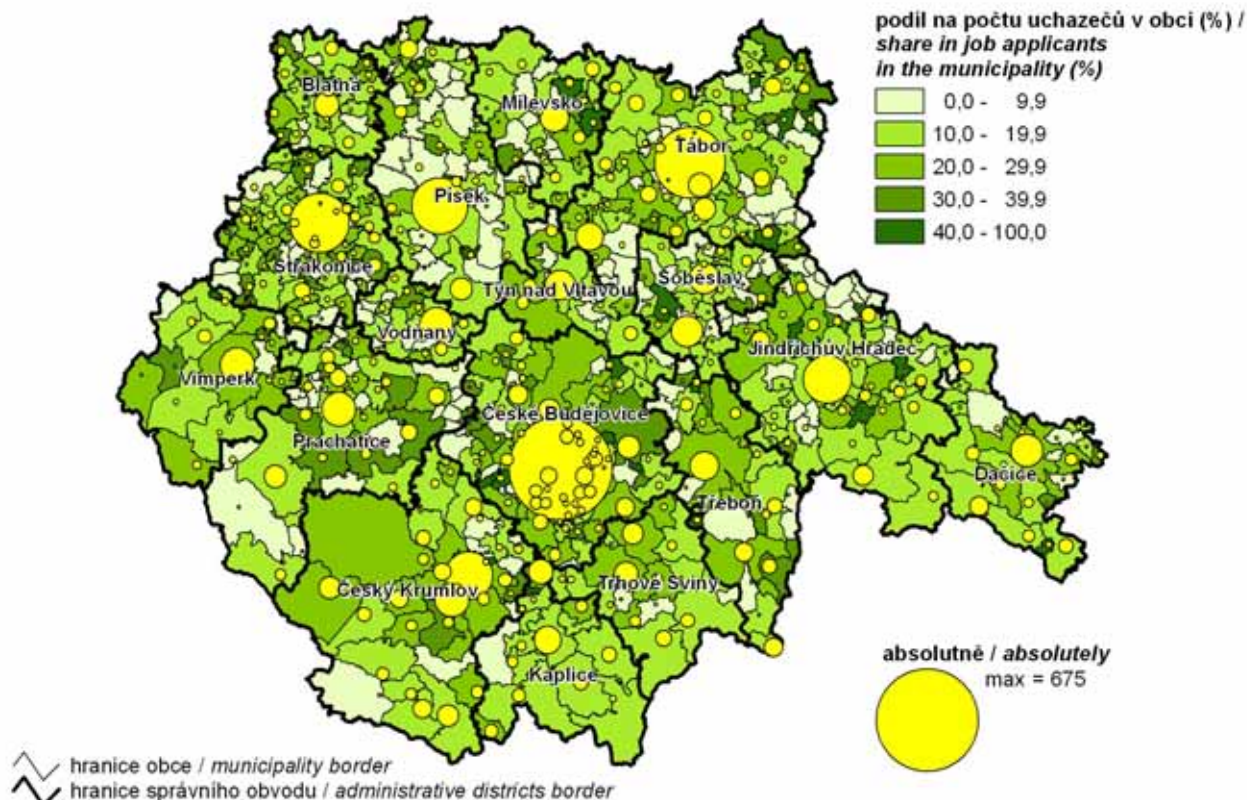 podíl na počtu uchazečů v obci (%) /
share in job applicants
in the municipality (%)
0,0 - 9,9
10,0 - 19,9
20,0 - 29,9
30,0 - 39,9
40,0 - 100,0
Blatná
Milevsko
Tábor
Písek
Strakonice
Týn nad Vltavou
Soběslav
Vodňany
Jindřichův Hradec
Vimperk
České Budějovice
Prachatice
Dačice
Třeboň
Český Krumlov
Trhové Sviny
Kaplice
absolutně / absolutely
max = 675
hranice obce / municipality border
hranice správního obvodu / administrative districts border